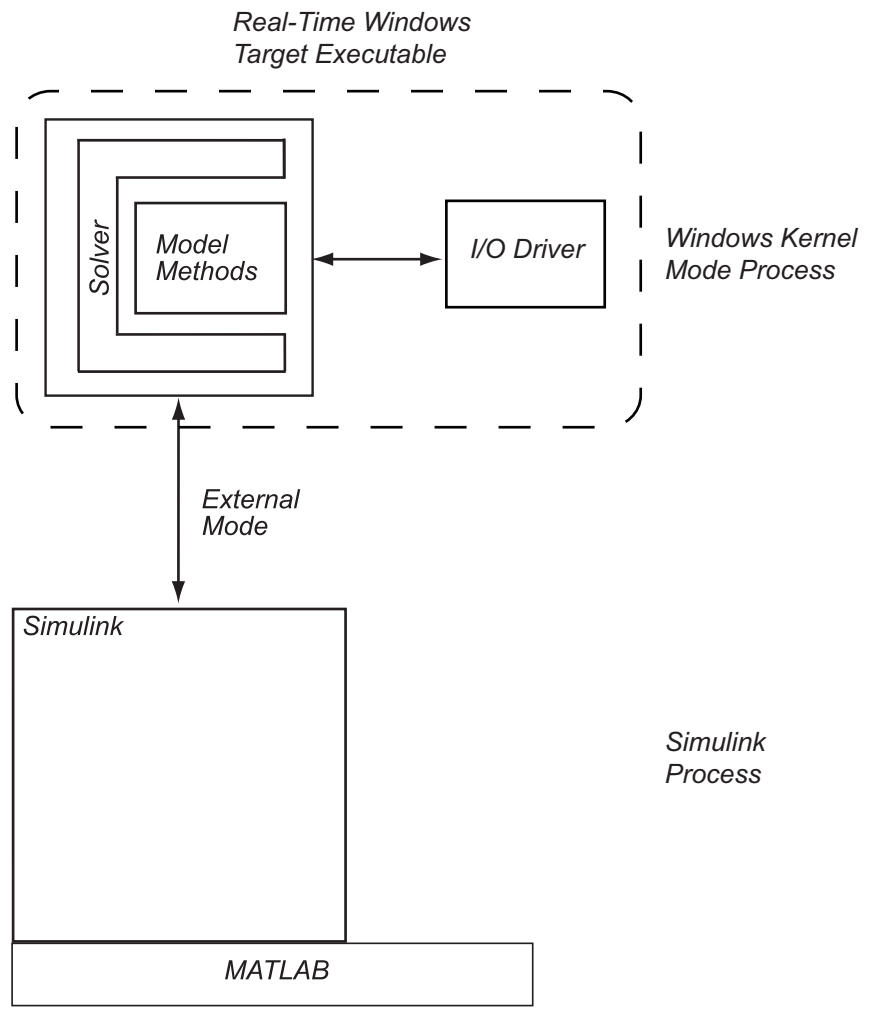 Real-Time Windows
Target Executable
Solver
Model
Methods
I/O Driver
Windows Kernel
Mode Process
External
Mode
Simulink
Simulink
Process
MATLAB